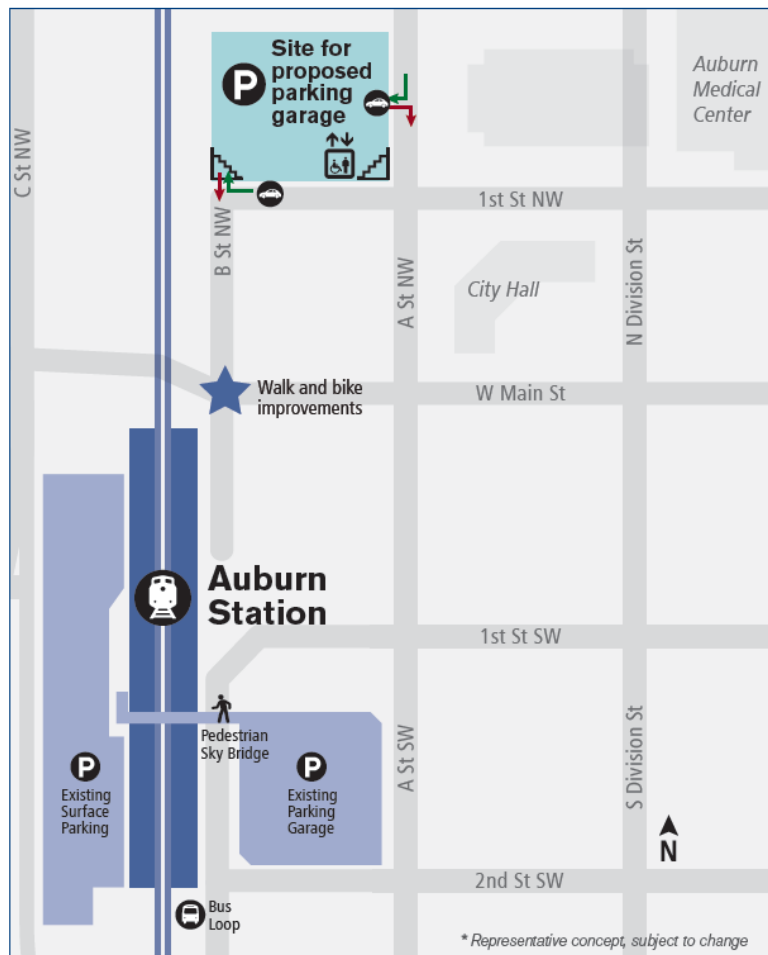 Site for
proposed
parking
garage
P
Auburn
Medical
Center
C St NW
1st St NW
B St NW
A St NW
N Division St
City Hall
Walk and bike
improvements
W Main St
Auburn
Station
1st St SW
Pedestrian
Sky Bridge
A St SW
S Division St
P
Existing
Surface
Parking
P
Existing
Parking
Garage
N
2nd St SW
Bus
Loop
* Representative concept, subject to change